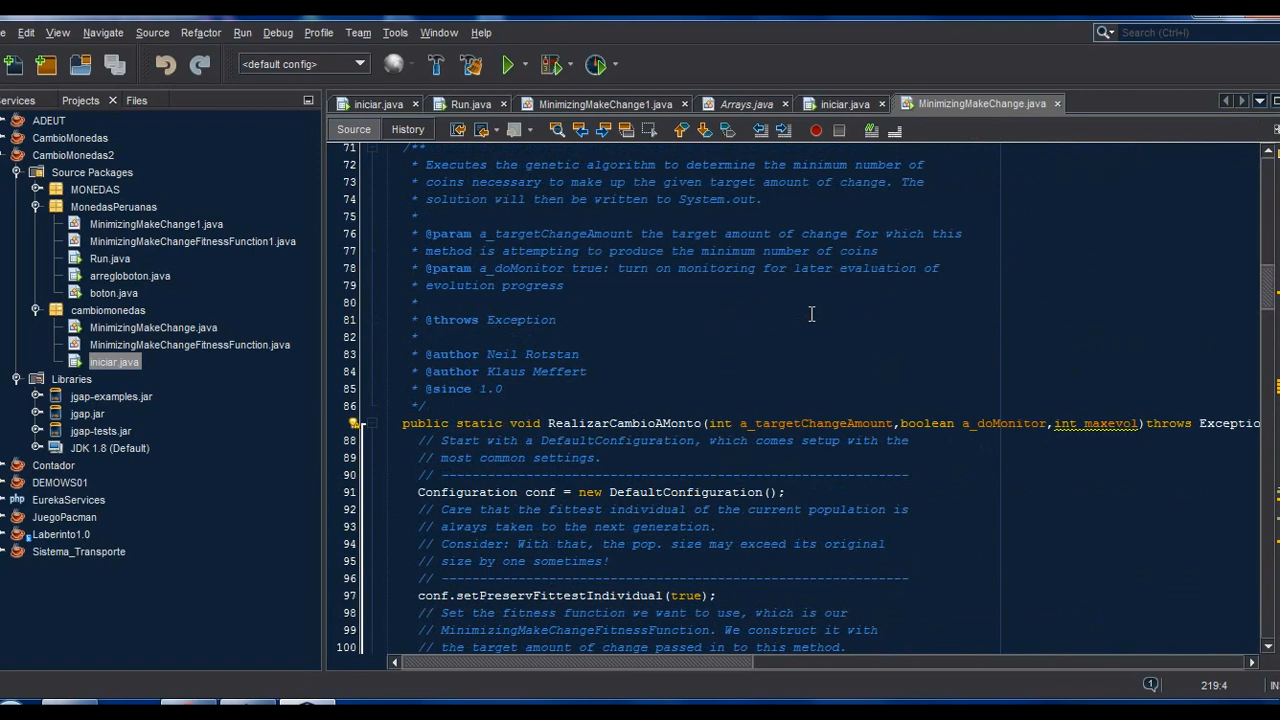 e Edit View Navigate Source Refactor Run Debug Profile Team Tools Window Help
Search (Ctrl+I)
<default config>
ervices Projects Files
ADEUT
CambioMonedas
CambioMonedas2
Source Packages
MONEDAS
MonedasPeruanas
MinimizingMakeChange1.java
MinimizingMakeChangeFitnessFunction1.java
Run.java
arregloboton.java
boton.java
cambiomonedas
MinimizingMakeChange.java
MinimizingMakeChangeFitnessFunction.java
iniciar.java
Libraries
jgap-examples.jar
jgap.jar
jgap-tests.jar
JDK 1.8 (Default)
Contador
DEMOWS01
php EurekaServices
JuegoPacman
Laberinto1.0
Sistema_Transporte
iniciar.java Run.java MinimizingMakeChange1.java Arrays.java iniciar.java MinimizingMakeChange.java
Source History
71 /**
72 * Executes the genetic algorithm to determine the minimum number of
73 * coins necessary to make up the given target amount of change. The
74 * solution will then be written to System.out.
75 *
76 * @param a_targetChangeAmount the target amount of change for which this
77 * method is attempting to produce the minimum number of coins
78 * @param a_doMonitor true: turn on monitoring for later evaluation of
79 * evolution progress
80 *
81 * @throws Exception
82 *
83 * @author Neil Rotstan
84 * @author Klaus Meffert
85 * @since 1.0
86 */
public static void RealizarCambioAMonto(int a_targetChangeAmount,boolean a_doMonitor,int maxevol)throws Exceptio
88 // Start with a DefaultConfiguration, which comes setup with the
89 // most common settings.
90 // -------------------------------------------------------------
91 Configuration conf = new DefaultConfiguration();
92 // Care that the fittest individual of the current population is
93 // always taken to the next generation.
94 // Consider: With that, the pop. size may exceed its original
95 // size by one sometimes!
96 // -------------------------------------------------------------
97 conf.setPreservFittestIndividual(true);
98 // Set the fitness function we want to use, which is our
99 // MinimizingMakeChangeFitnessFunction. We construct it with
100 // the target amount of change passed in to this method.
1 219:4 IN